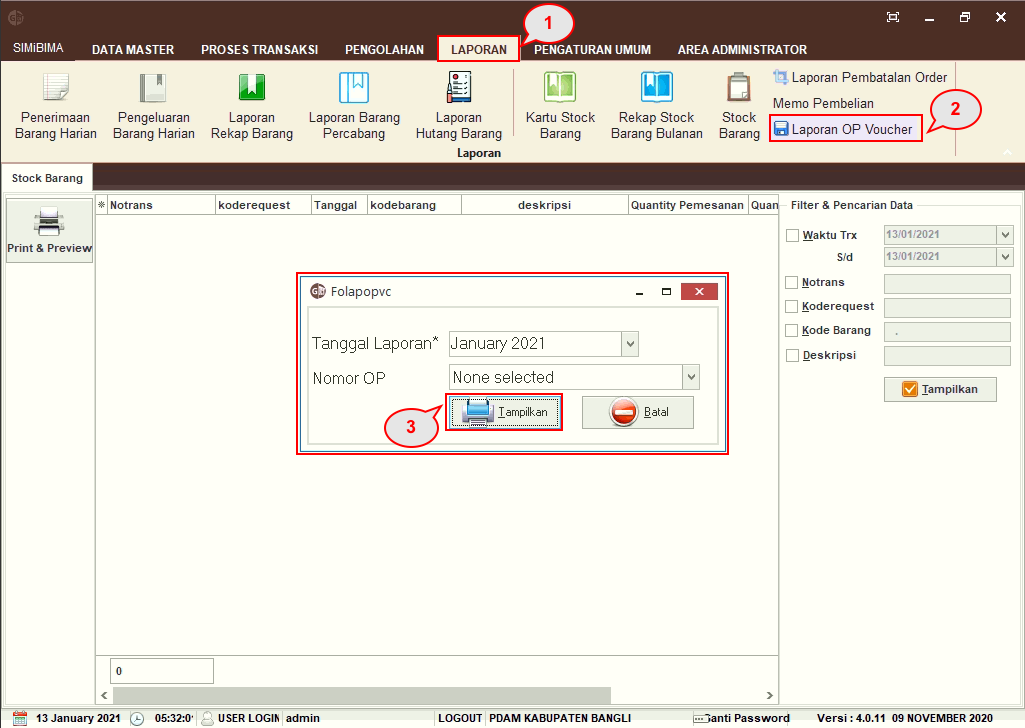 1
SIMiBIMA DATA MASTER PROSES TRANSAKSI PENGOLAHAN LAPORAN PENGATURAN UMUM AREA ADMINISTRATOR
Penerimaan
Barang Harian
Pengeluaran
Barang Harian
Laporan
Rekap Barang
Laporan Barang
Percabang
Laporan
Hutang Barang
Kartu Stock
Barang
Rekap Stock
Barang Bulanan
Stock
Barang
Laporan Pembatalan Order
Memo Pembelian
Laporan OP Voucher
2
Laporan
Stock Barang
Print & Preview
Notrans koderequest Tanggal kodebarang deskripsi Quantity Pemesanan Quan
Filter & Pencarian Data
Waktu Trx 13/01/2021
S/d 13/01/2021
Notrans
Koderequest
Kode Barang .
Deskripsi
Tampilkan
Folapopvc
Tanggal Laporan* January 2021
Nomor OP None selected
Tampilkan Batal
3
0
13 January 2021 05:32:0 USER LOGIN admin LOGOUT PDAM KABUPATEN BANGLI Ganti Password Versi : 4.0.11 09 NOVEMBER 2020